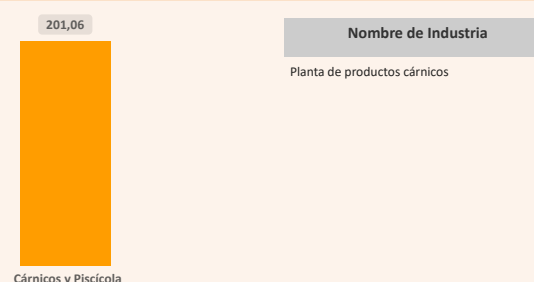 201,06
Cárnicos y Piscícola
Nombre de Industria
Planta de productos cárnicos